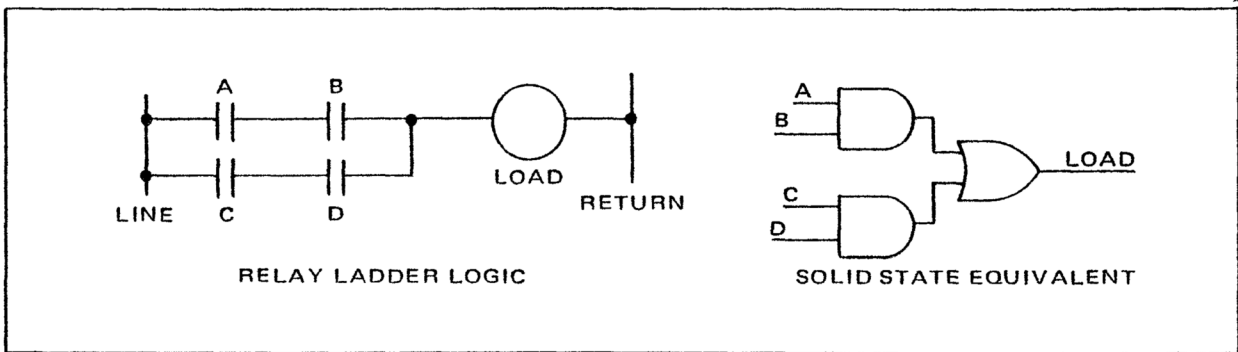 A B
LOAD
LINE C D RETURN
RELAY LADDER LOGIC
A
B
C
D
LOAD
SOLID STATE EQUIVALENT